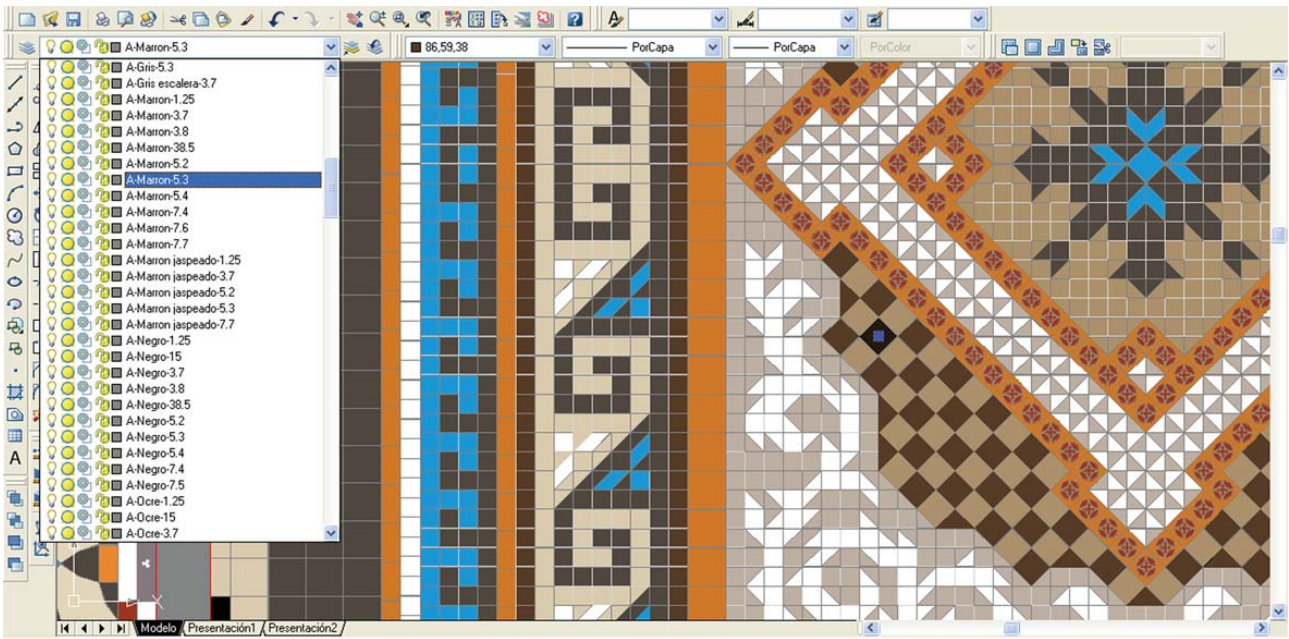 A-Marron-5.3
86,59,38
PorCapa
PorCapa
PorColor
A-Gris-5.3
A-Gris escalera-3.7
A-Marron-1.25
A-Marron-3.7
A-Marron-3.8
A-Marron-38.5
A-Marron-5.2
A-Marron-5.3
A-Marron-5.4
A-Marron-7.4
A-Marron-7.6
A-Marron-7.7
A-Marron jaspeado-1.25
A-Marron jaspeado-3.7
A-Marron jaspeado-5.2
A-Marron jaspeado-5.3
A-Marron jaspeado-7.7
A-Negro-1.25
A-Negro-15
A-Negro-3.7
A-Negro-3.8
A-Negro-38.5
A-Negro-5.2
A-Negro-5.3
A-Negro-5.4
A-Negro-7.4
A-Negro-7.5
A-Ocre-1.25
A-Ocre-15
A-Ocre-3.7
A
X
Modelo
Presentación1
Presentación2